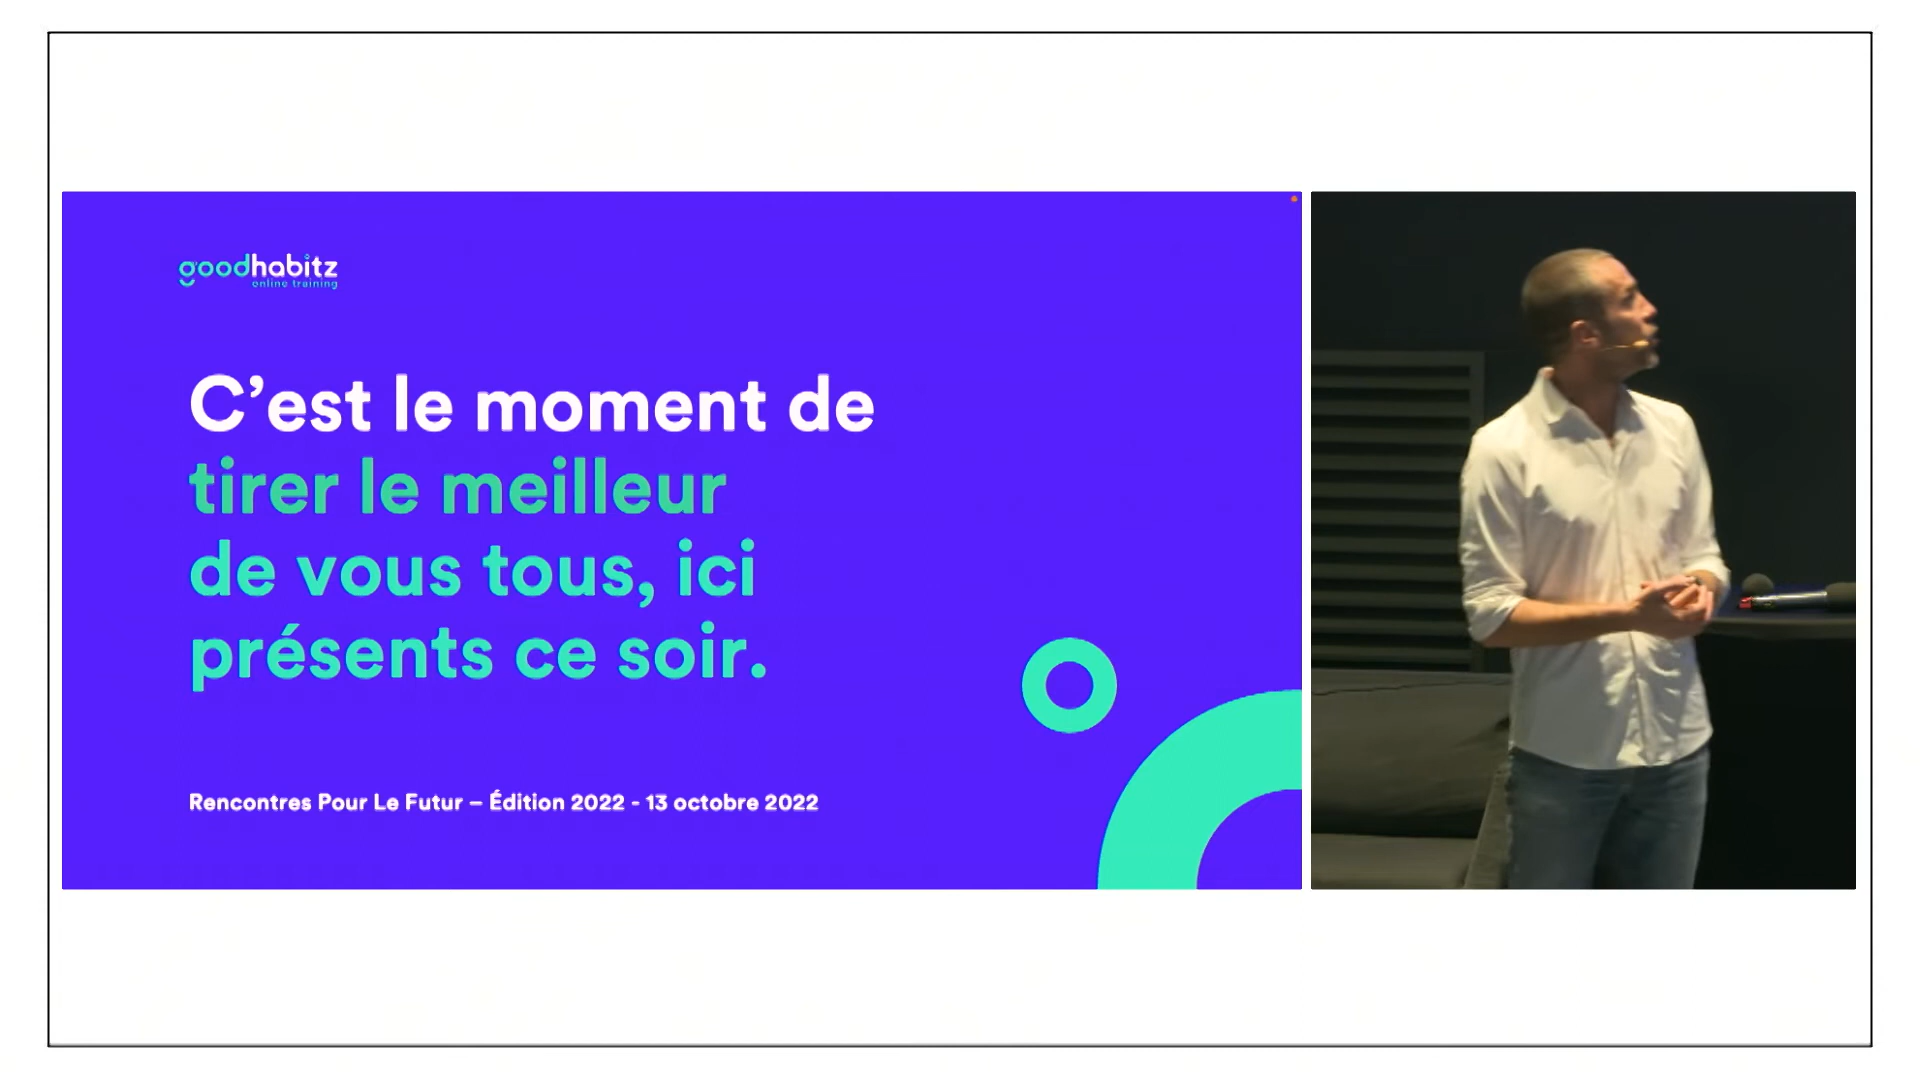 goodhabitz
online training
C’est le moment de
tirer le meilleur
de vous tous, ici
présents ce soir.
Rencontres Pour Le Futur – Édition 2022 - 13 octobre 2022